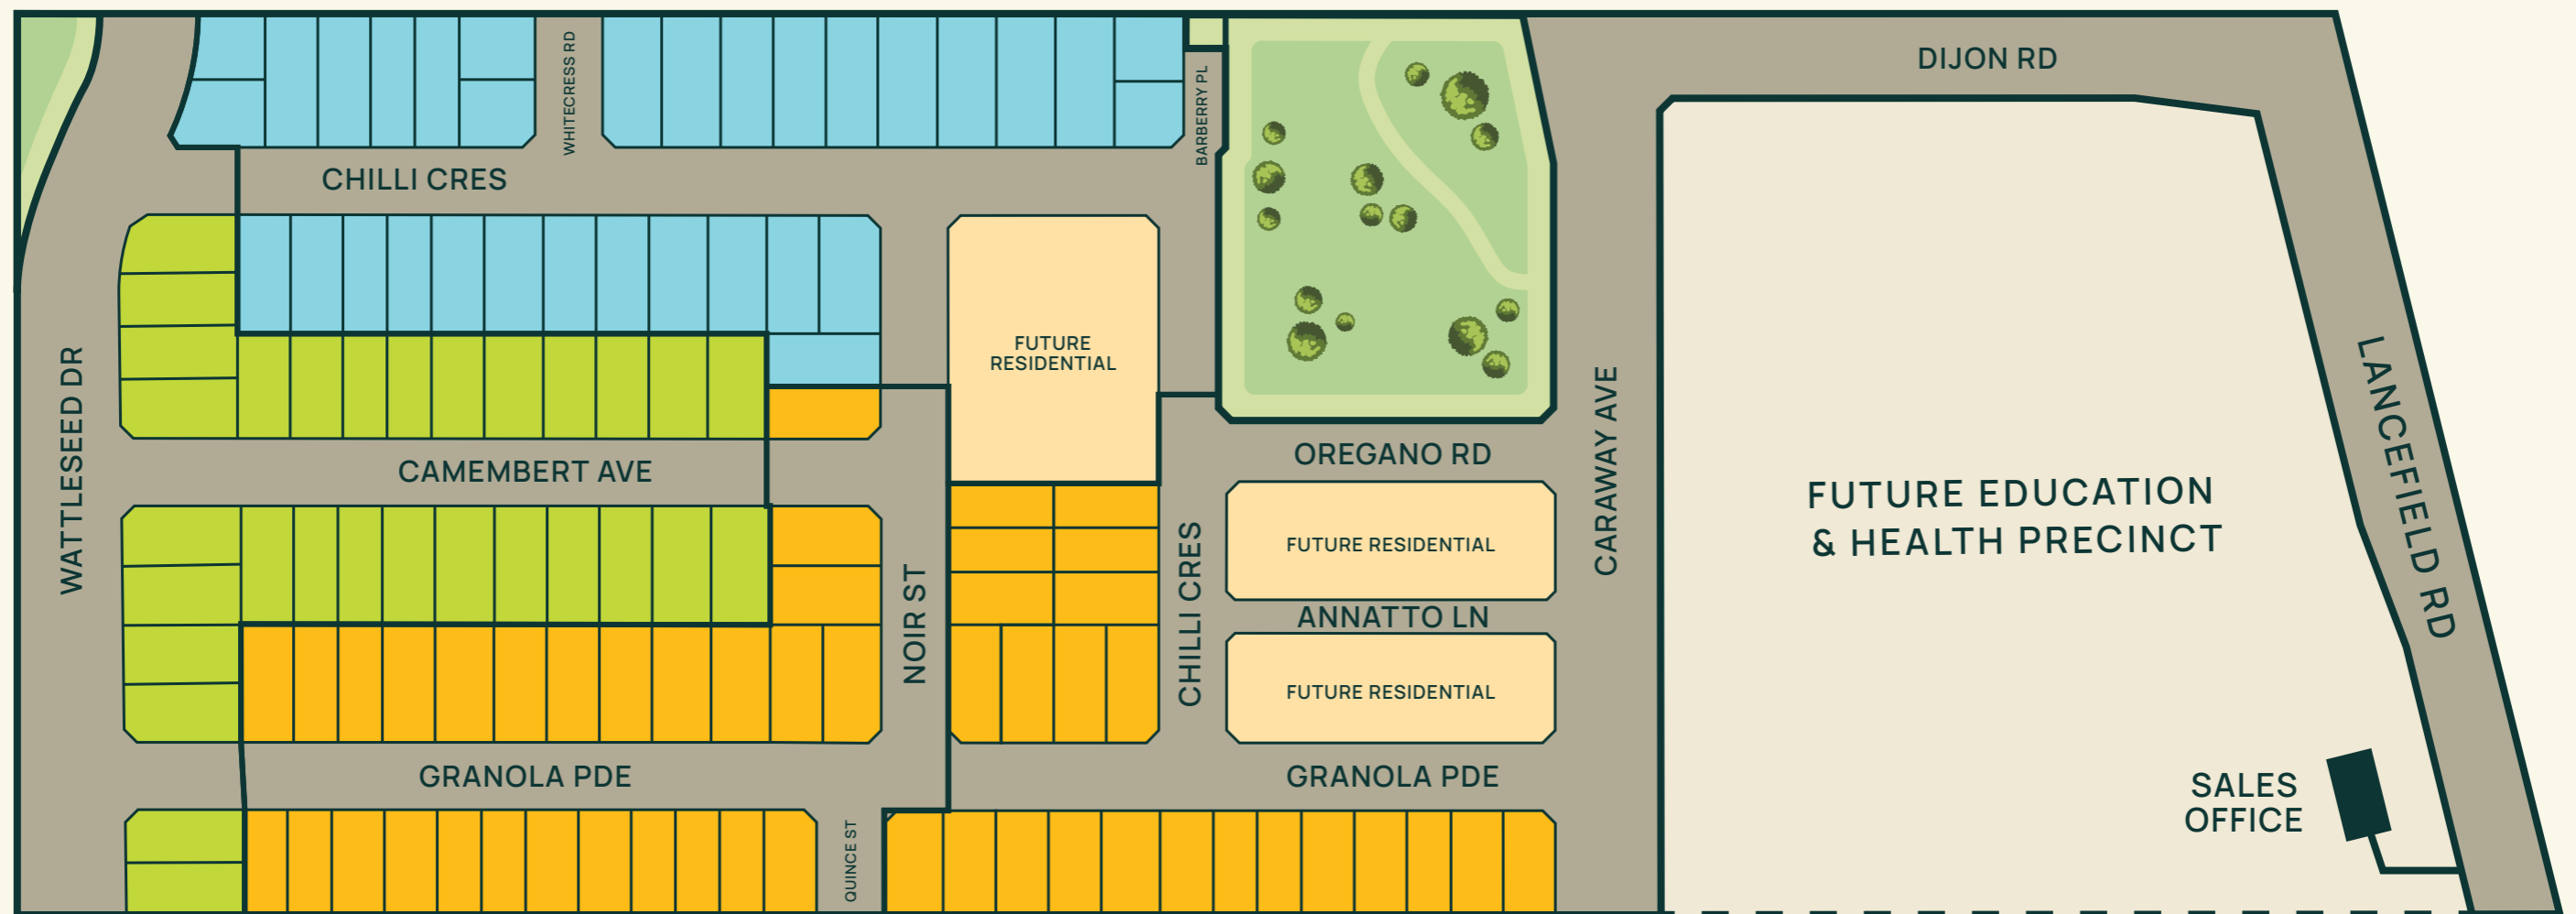 DIJON RD
WHITECRESS RD
BARBERRY PL
CHILLI CRES
FUTURE
RESIDENTIAL
WATTLESEED DR
CAMEMBERT AVE
OREGANO RD
CARAWAY AVE
LANCEFIELD RD
FUTURE EDUCATION
& HEALTH PRECINCT
FUTURE RESIDENTIAL
NOIR ST
CHILLI CRES
ANNATTO LN
FUTURE RESIDENTIAL
GRANOLA PDE
GRANOLA PDE
SALES
OFFICE
QUINCE ST